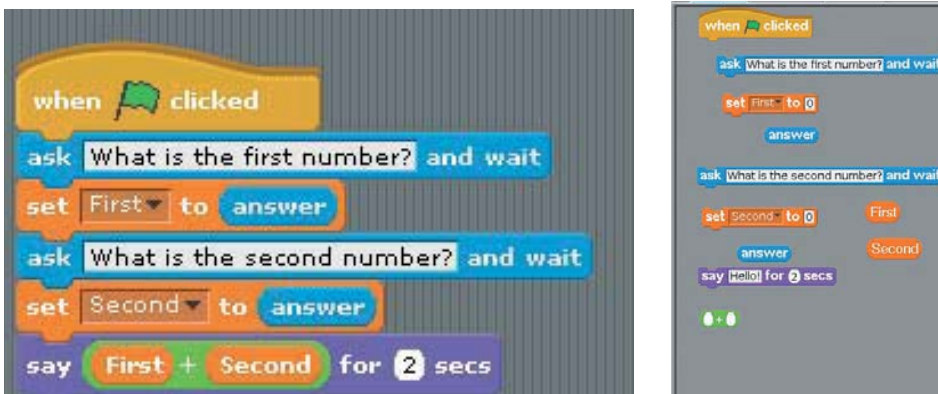 when clicked
ask What is the first number? and wait
set First to answer
ask What is the second number? and wait
set Second to answer
say First + Second for 2 secs
when clicked
ask What is the first number? and wait
set First to 0
answer
ask What is the second number? and wait
set Second to 0
First
answer
Second
say Hello! for 2 secs
+